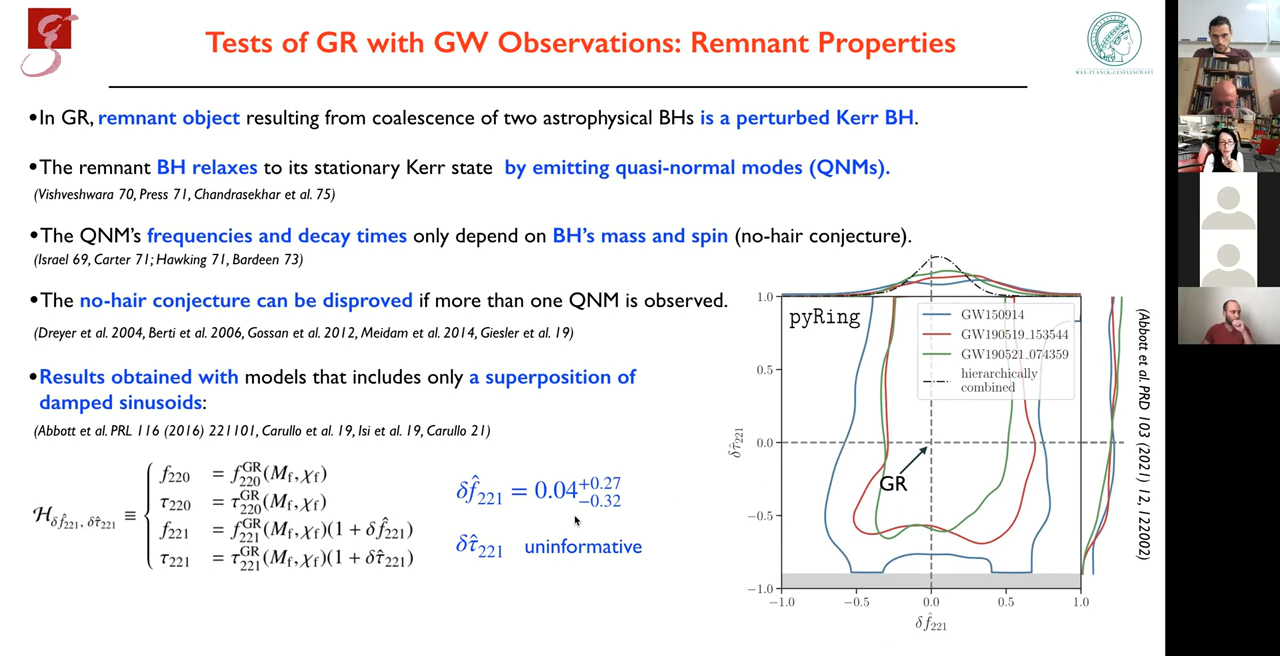 Tests of GR with GW Observations: Remnant Properties
MAX-PLANCK-GESELLSCHAFT
•In GR, remnant object resulting from coalescence of two astrophysical BHs is a perturbed Kerr BH.
•The remnant BH relaxes to its stationary Kerr state by emitting quasi-normal modes (QNMs).
(Vishveshwara 70, Press 71, Chandrasekhar et al. 75)
•The QNM's frequencies and decay times only depend on BH's mass and spin (no-hair conjecture).
(Israel 69, Carter 71; Hawking 71, Bardeen 73)
•The no-hair conjecture can be disproved if more than one QNM is observed.
(Dreyer et al. 2004, Berti et al. 2006, Gossan et al. 2012, Meidam et al. 2014, Giesler et al. 19)
•Results obtained with models that includes only a superposition of
damped sinusoids:
(Abbott et al. PRL 116 (2016) 221101, Carullo et al. 19, Isi et al. 19, Carullo 21)
ℋ_{δf̂₂₂₁, δτ̂₂₂₁} ≡ {
f₂₂₀ = f₂₂₀^GR(M_f, χ_f)
τ₂₂₀ = τ₂₂₀^GR(M_f, χ_f)
f₂₂₁ = f₂₂₁^GR(M_f, χ_f)(1 + δf̂₂₂₁)
τ₂₂₁ = τ₂₂₁^GR(M_f, χ_f)(1 + δτ̂₂₂₁)
δf̂₂₂₁ = 0.04^{+0.27}_{−0.32}
δτ̂₂₂₁ uninformative
pyRing
GW150914
GW190519_153544
GW190521_074359
hierarchically
combined
GR
1.0
0.5
0.0
−0.5
−1.0
δτ̂₂₂₁
−1.0 −0.5 0.0 0.5 1.0
δf̂₂₂₁
(Abbott et al. PRD 103 (2021) 12, 122002)